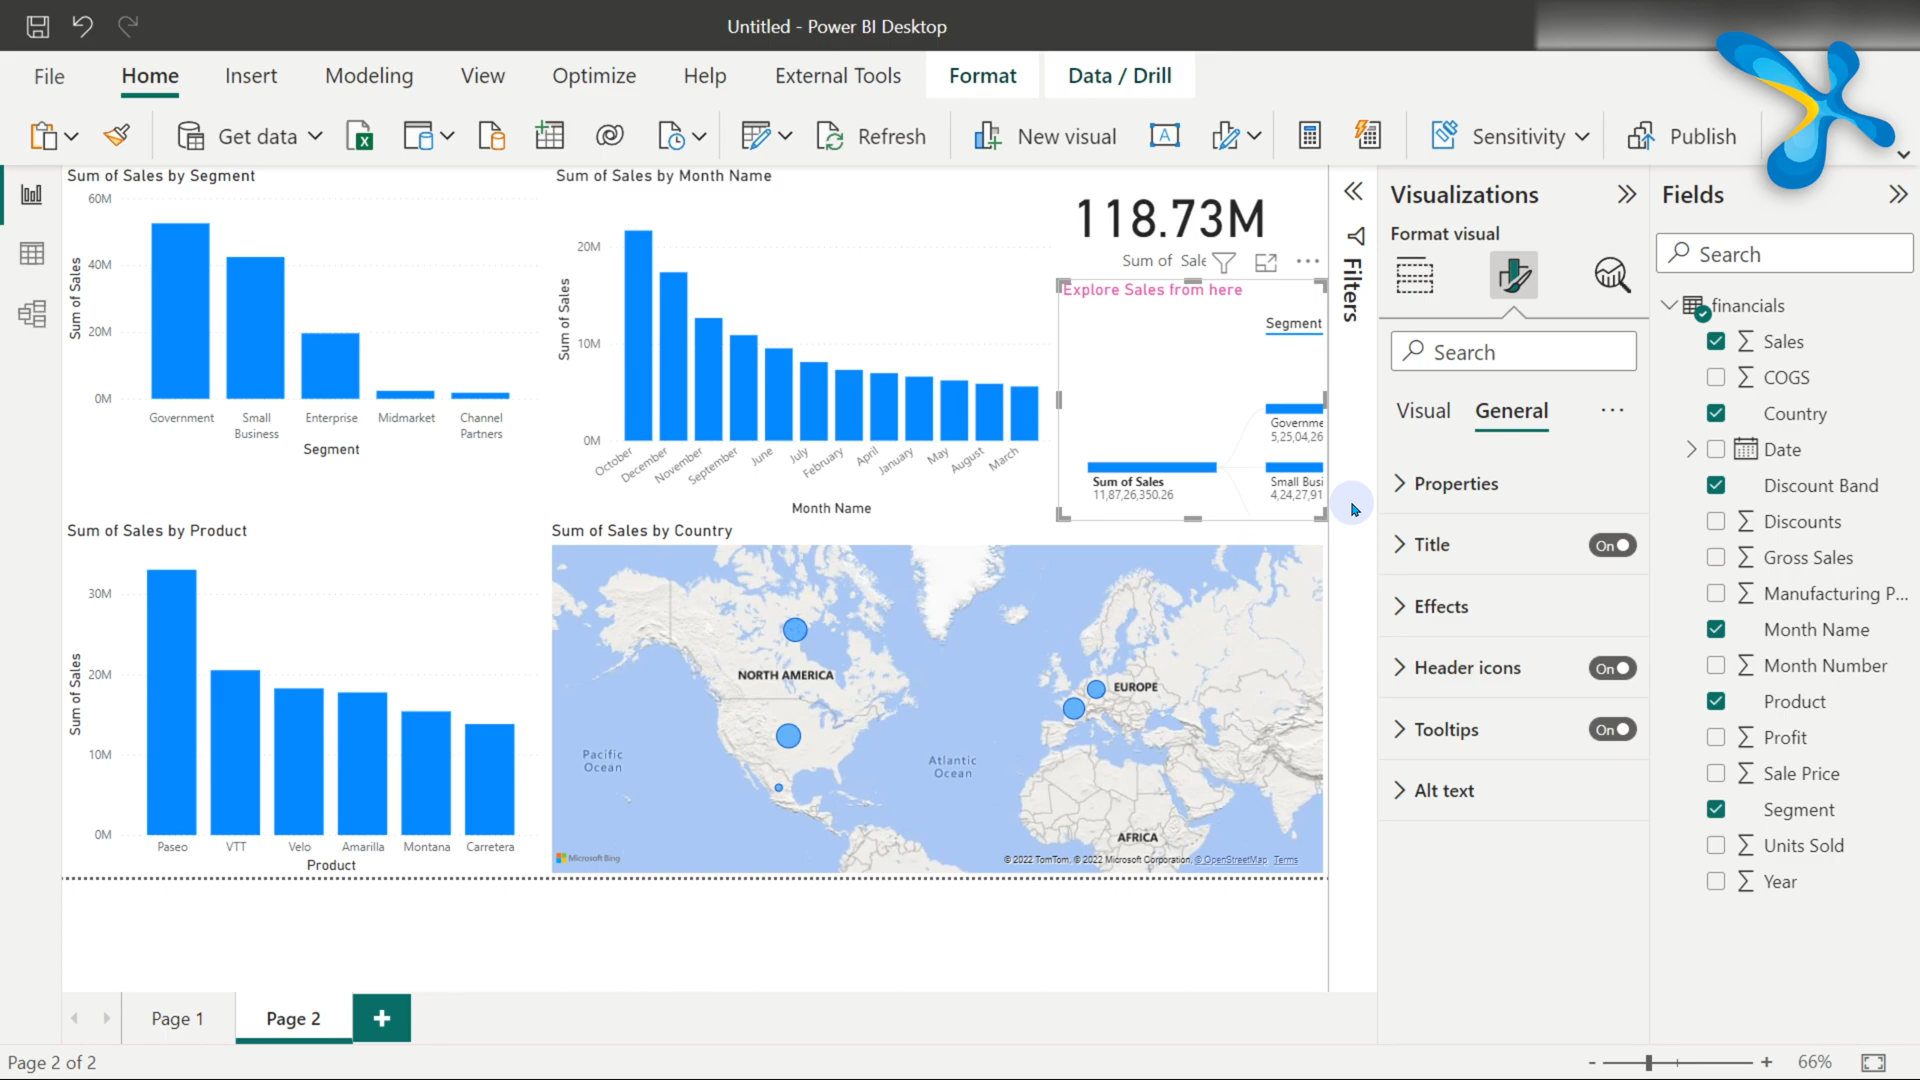 Untitled - Power BI Desktop
File Home Insert Modeling View Optimize Help External Tools Format Data / Drill
Get data Refresh New visual Sensitivity Publish
Sum of Sales by Segment
60M
40M
20M
0M
Sum of Sales
Government
Small Business
Enterprise
Midmarket
Channel Partners
Segment
Sum of Sales by Month Name
20M
10M
0M
Sum of Sales
October
December
November
September
June
July
February
April
January
May
August
March
Month Name
118.73M
Sum of Sale
Explore Sales from here
Segment
Governme
5,25,04,26
Sum of Sales
11,87,26,350.26
Small Busi
4,24,27,91
Sum of Sales by Product
30M
20M
10M
0M
Sum of Sales
Paseo
VTT
Velo
Amarilla
Montana
Carretera
Product
Sum of Sales by Country
NORTH AMERICA
EUROPE
Pacific
Ocean
Atlantic
Ocean
AFRICA
Microsoft Bing
© 2022 TomTom, © 2022 Microsoft Corporation, © OpenStreetMap Terms
Filters
Visualizations
Format visual
Search
Visual General
Properties
Title On
Effects
Header icons On
Tooltips On
Alt text
Fields
Search
financials
Sales
COGS
Country
Date
Discount Band
Discounts
Gross Sales
Manufacturing P...
Month Name
Month Number
Product
Profit
Sale Price
Segment
Units Sold
Year
Page 1 Page 2
Page 2 of 2
66%